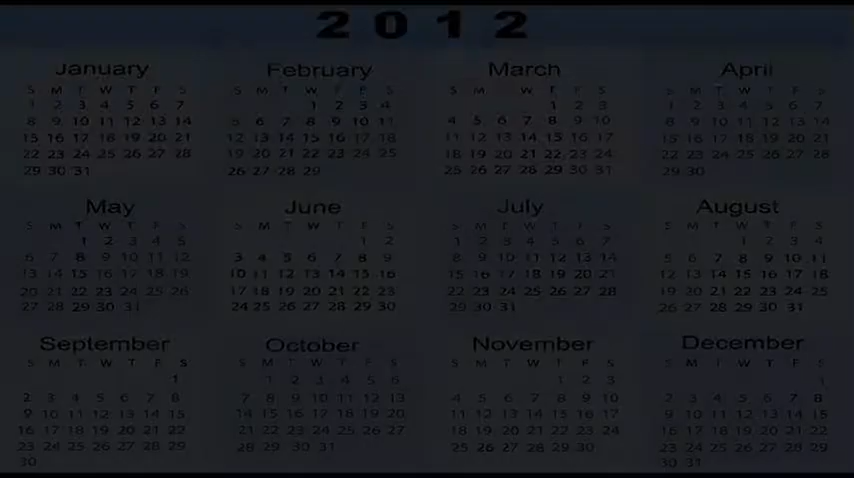 2012
January February March April
S M T W T F S S M T W T F S S M W T F S S M T W T F S
1 2 3 4 5 6 7 1 2 3 4 1 2 3 1 2 3 4 5 6 7
8 9 10 11 12 13 14 5 6 7 8 9 10 11 4 5 6 7 8 9 10 8 9 10 11 12 13 14
15 16 17 18 19 20 21 12 13 14 15 16 17 18 11 12 13 14 15 16 17 15 16 17 18 19 20 21
22 23 24 25 26 27 28 19 20 21 22 23 24 25 18 19 20 21 22 23 24 22 23 24 25 26 27 28
29 30 31 26 27 28 29 25 26 27 28 29 30 31 29 30
May June July August
S M T W T F S S M T W T F S S M T W T F S S M T W T F S
1 2 3 4 5 1 2 1 2 3 4 5 6 7 1 2 3 4
6 7 8 9 10 11 12 3 4 5 6 7 8 9 8 9 10 11 12 13 14 5 6 7 8 9 10 11
13 14 15 16 17 18 19 10 11 12 13 14 15 16 15 16 17 18 19 20 21 12 13 14 15 16 17 18
20 21 22 23 24 25 26 17 18 19 20 21 22 23 22 23 24 25 26 27 28 19 20 21 22 23 24 25
27 28 29 30 31 24 25 26 27 28 29 30 29 30 31 26 27 28 29 30 31
September October November December
S M T W T F S S M T W T F S S M T W T F S S M T W T F S
1 1 2 3 4 5 6 1 2 3 1
2 3 4 5 6 7 8 7 8 9 10 11 12 13 4 5 6 7 8 9 10 2 3 4 5 6 7 8
9 10 11 12 13 14 15 14 15 16 17 18 19 20 11 12 13 14 15 16 17 9 10 11 12 13 14 15
16 17 18 19 20 21 22 21 22 23 24 25 26 27 18 19 20 21 22 23 24 16 17 18 19 20 21 22
23 24 25 26 27 28 29 28 29 30 31 25 26 27 28 29 30 23 24 25 26 27 28 29
30 30 31